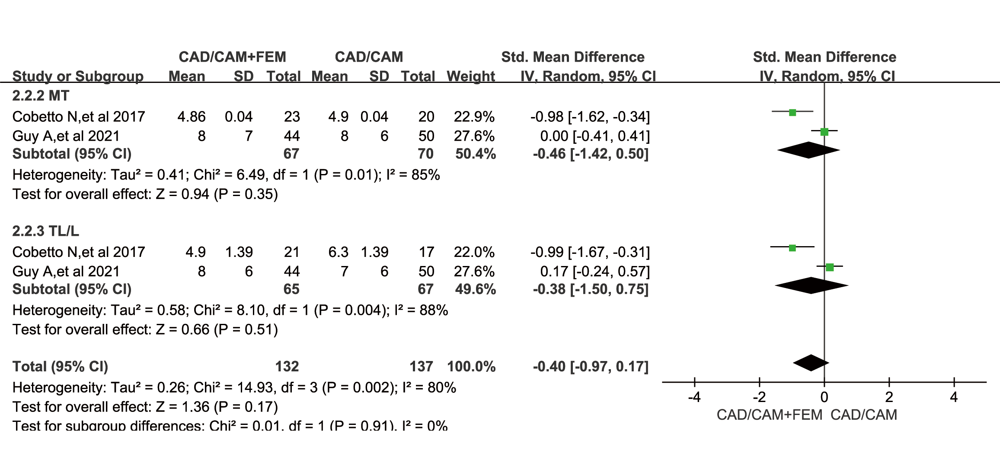 CAD/CAM+FEM CAD/CAM Std. Mean Difference Std. Mean Difference
Study or Subgroup Mean SD Total Mean SD Total Weight IV, Random, 95% CI IV, Random, 95% CI
2.2.2 MT
Cobetto N,et al 2017 4.86 0.04 23 4.9 0.04 20 22.9% -0.98 [-1.62, -0.34]
Guy A,et al 2021 8 7 44 8 6 50 27.6% 0.00 [-0.41, 0.41]
Subtotal (95% CI) 67 70 50.4% -0.46 [-1.42, 0.50]
Heterogeneity: Tau² = 0.41; Chi² = 6.49, df = 1 (P = 0.01); I² = 85%
Test for overall effect: Z = 0.94 (P = 0.35)
2.2.3 TL/L
Cobetto N,et al 2017 4.9 1.39 21 6.3 1.39 17 22.0% -0.99 [-1.67, -0.31]
Guy A,et al 2021 8 6 44 7 6 50 27.6% 0.17 [-0.24, 0.57]
Subtotal (95% CI) 65 67 49.6% -0.38 [-1.50, 0.75]
Heterogeneity: Tau² = 0.58; Chi² = 8.10, df = 1 (P = 0.004); I² = 88%
Test for overall effect: Z = 0.66 (P = 0.51)
Total (95% CI) 132 137 100.0% -0.40 [-0.97, 0.17]
Heterogeneity: Tau² = 0.26; Chi² = 14.93, df = 3 (P = 0.002); I² = 80%
Test for overall effect: Z = 1.36 (P = 0.17)
Test for subgroup differences: Chi² = 0.01, df = 1 (P = 0.91), I² = 0%
-4 -2 0 2 4
CAD/CAM+FEM CAD/CAM